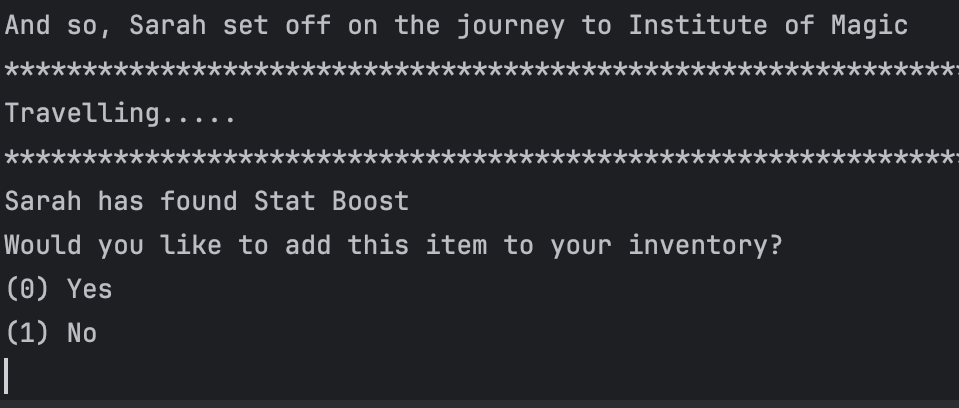 And so, Sarah set off on the journey to Institute of Magic
*************************************************************
Travelling.....
*************************************************************
Sarah has found Stat Boost
Would you like to add this item to your inventory?
(0) Yes
(1) No